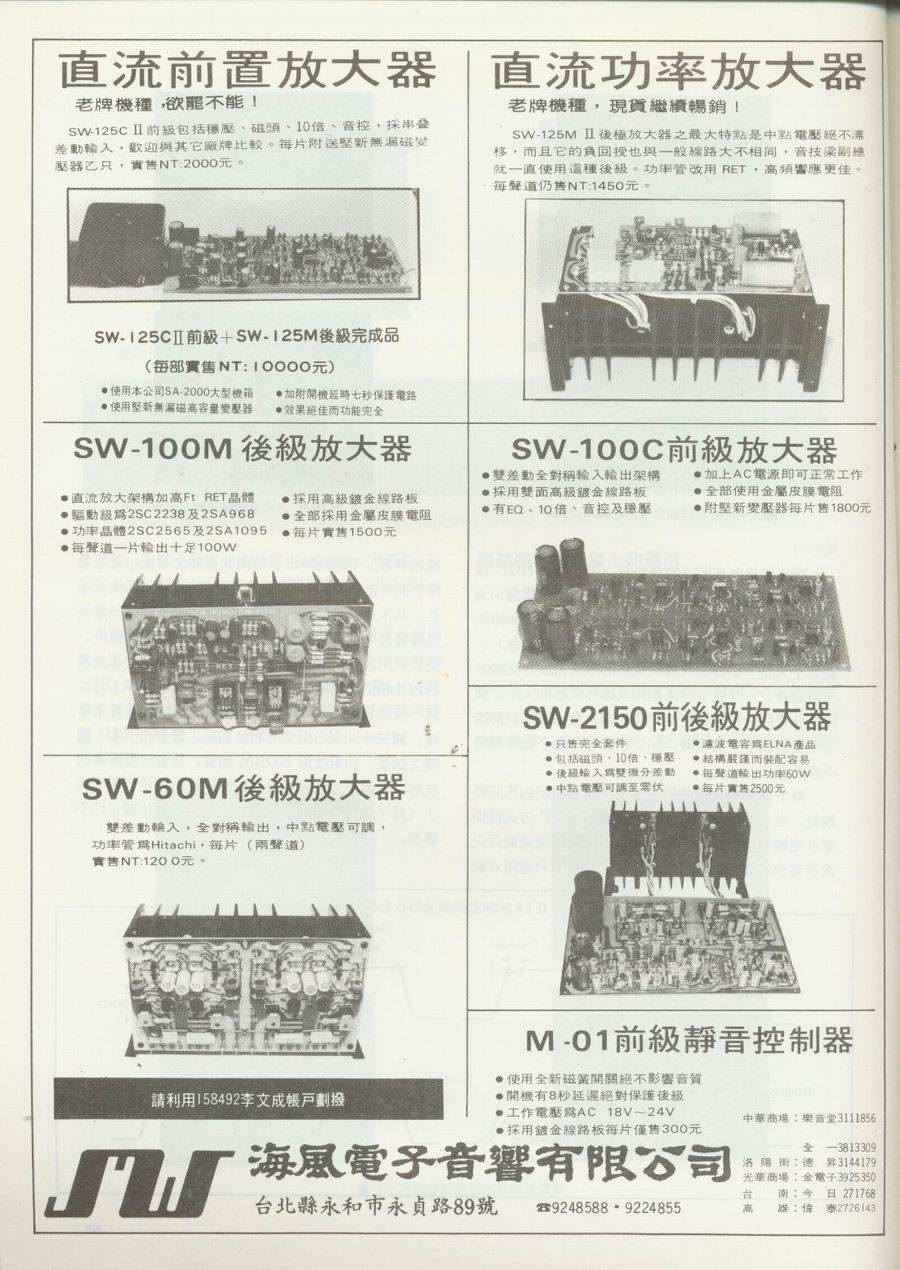 直流前置放大器
老牌機種,欲罷不能！
SW-125C Ⅱ前級包括穩壓、磁頭、10倍、音控，採串叠
差動輸入，歡迎與其它廠牌比較。每片附送堅新無漏磁變
壓器乙只，實售NT:2000元。
SW-125CⅡ前級＋SW-125M後級完成品
（每部實售NT:10000元）
●使用本公司SA-2000大型機箱
●使用堅新無漏磁高容量變壓器
●加附開機延時七秒保護電路
●效果絕佳而功能完全
直流功率放大器
老牌機種，現貨繼續暢銷！
SW-125M Ⅱ後極放大器之最大特點是中點電壓絕不漂
移，而且它的負回授也與一般線路大不相同，音技梁副總
就一直使用這種後級。功率管改用RET，高頻響應更佳。
每聲道仍售NT:1450元。
SW-100M後級放大器
●直流放大架構加高Ft RET晶體
●驅動級爲2SC2238及2SA968
●功率晶體2SC2565及2SA1095
●每聲道一片輸出十足100W
●採用高級鍍金線路板
●全部採用金屬皮膜電阻
●每片實售1500元
SW-100C前級放大器
●雙差動全對稱輸入輸出架構
●採用雙面高級鍍金線路板
●有EQ、10倍、音控及穩壓
●加上AC電源即可正常工作
●全部使用金屬皮膜電阻
●附堅新變壓器每片售1800元
SW-60M後級放大器
雙差動輸入，全對稱輸出，中點電壓可調，
功率管爲Hitachi，每片（兩聲道）
實售NT:1200元。
SW-2150前後級放大器
●只售完全套件
●包括磁頭、10倍、穩壓
●後級輸入爲雙微分差動
●中點電壓可調至零伏
●濾波電容爲ELNA產品
●結構嚴謹而裝配容易
●每聲道輸出功率60W
●每片實售2500元
M-01前級靜音控制器
●使用全新磁簧開關絕不影響音質
●開機有8秒延遲絕對保護後級
●工作電壓爲AC 18V～24V
●採用鍍金線路板每片僅售300元
請利用158492李文成帳戶劃撥
SW
海風電子音響有限公司
台北縣永和市永貞路89號
☎9248588・9224855
中華商場：樂音堂3111856
全 一3813309
洛陽街：德 昇3144179
光華商場：金電子3925350
台 南：今 日 271768
高 雄：偉 泰2726143